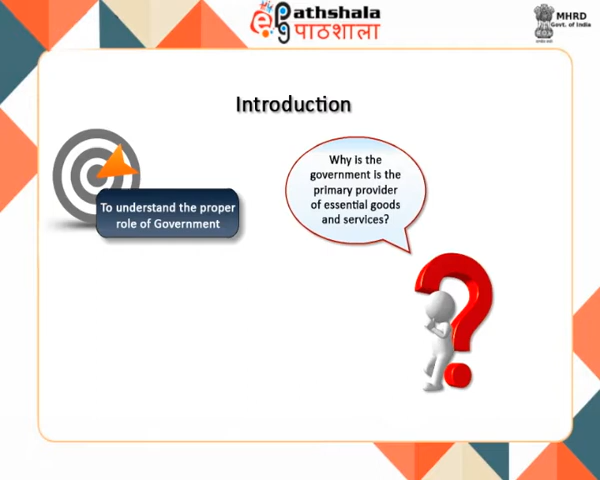 Pathshala
पाठशाला
MHRD
Govt. of India
Introduction
To understand the proper
role of Government
Why is the
government is the
primary provider
of essential goods
and services?